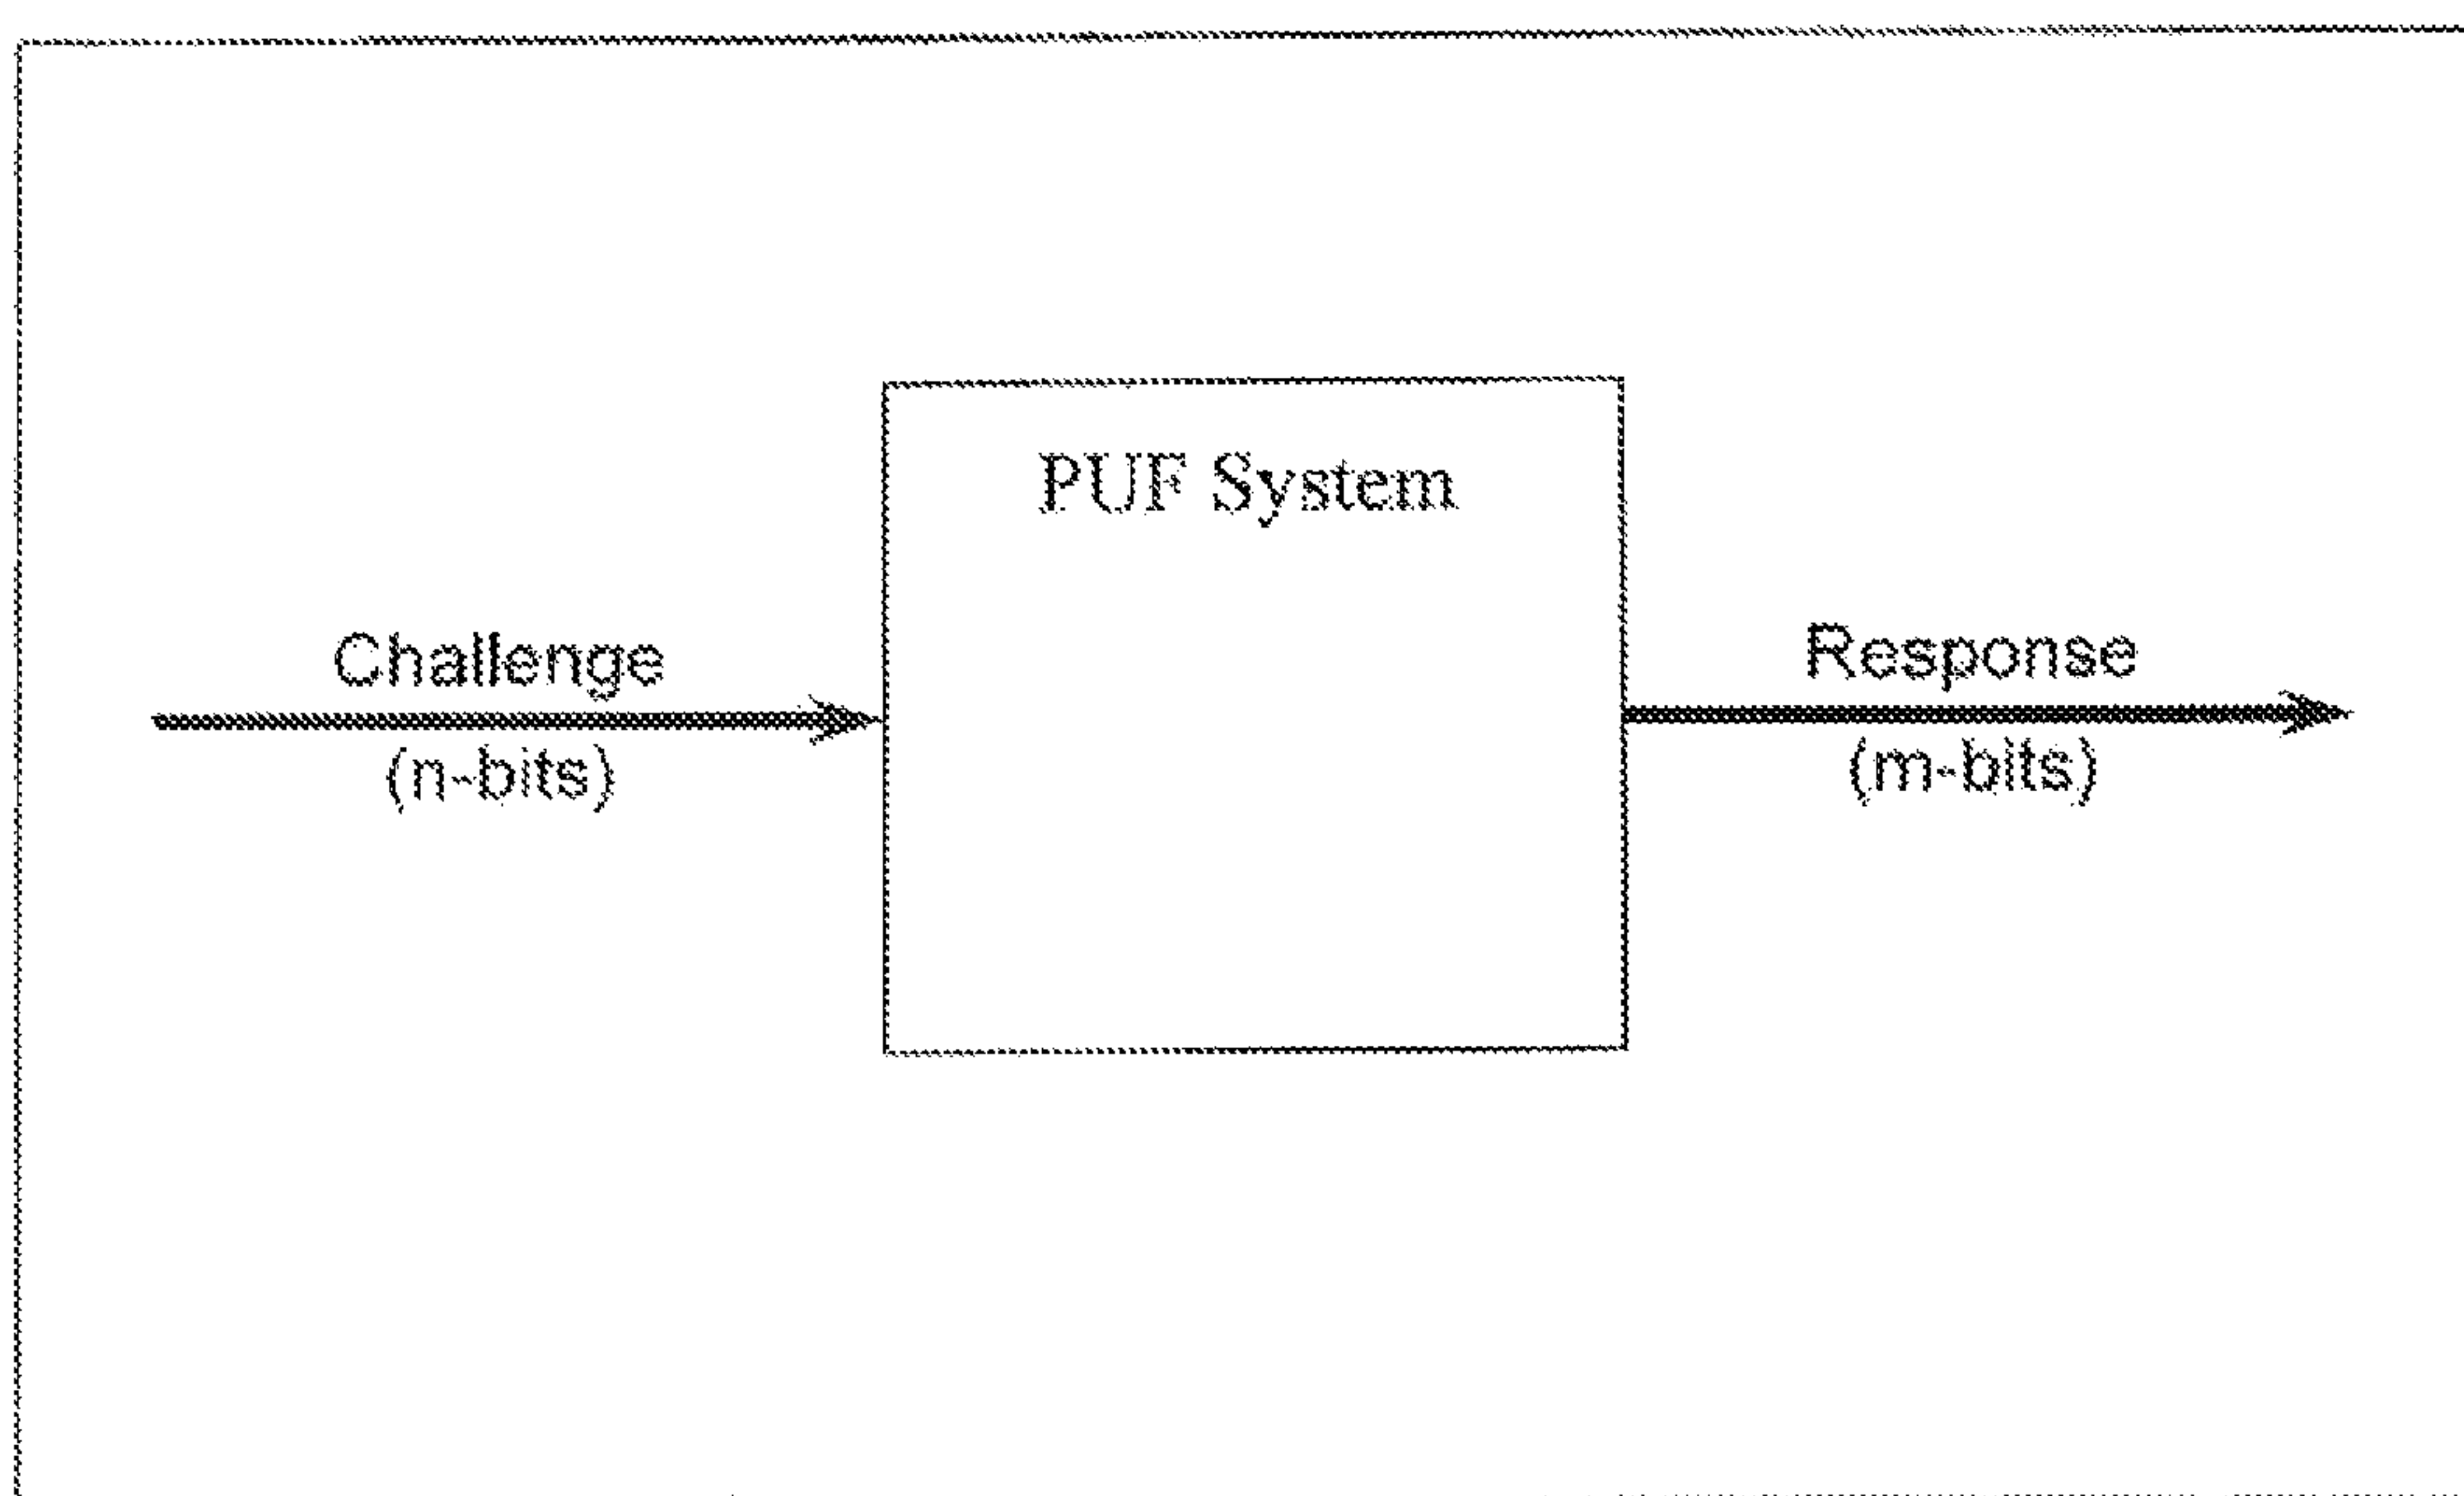 PUF System
Challenge
(n-bits)
Response
(m-bits)